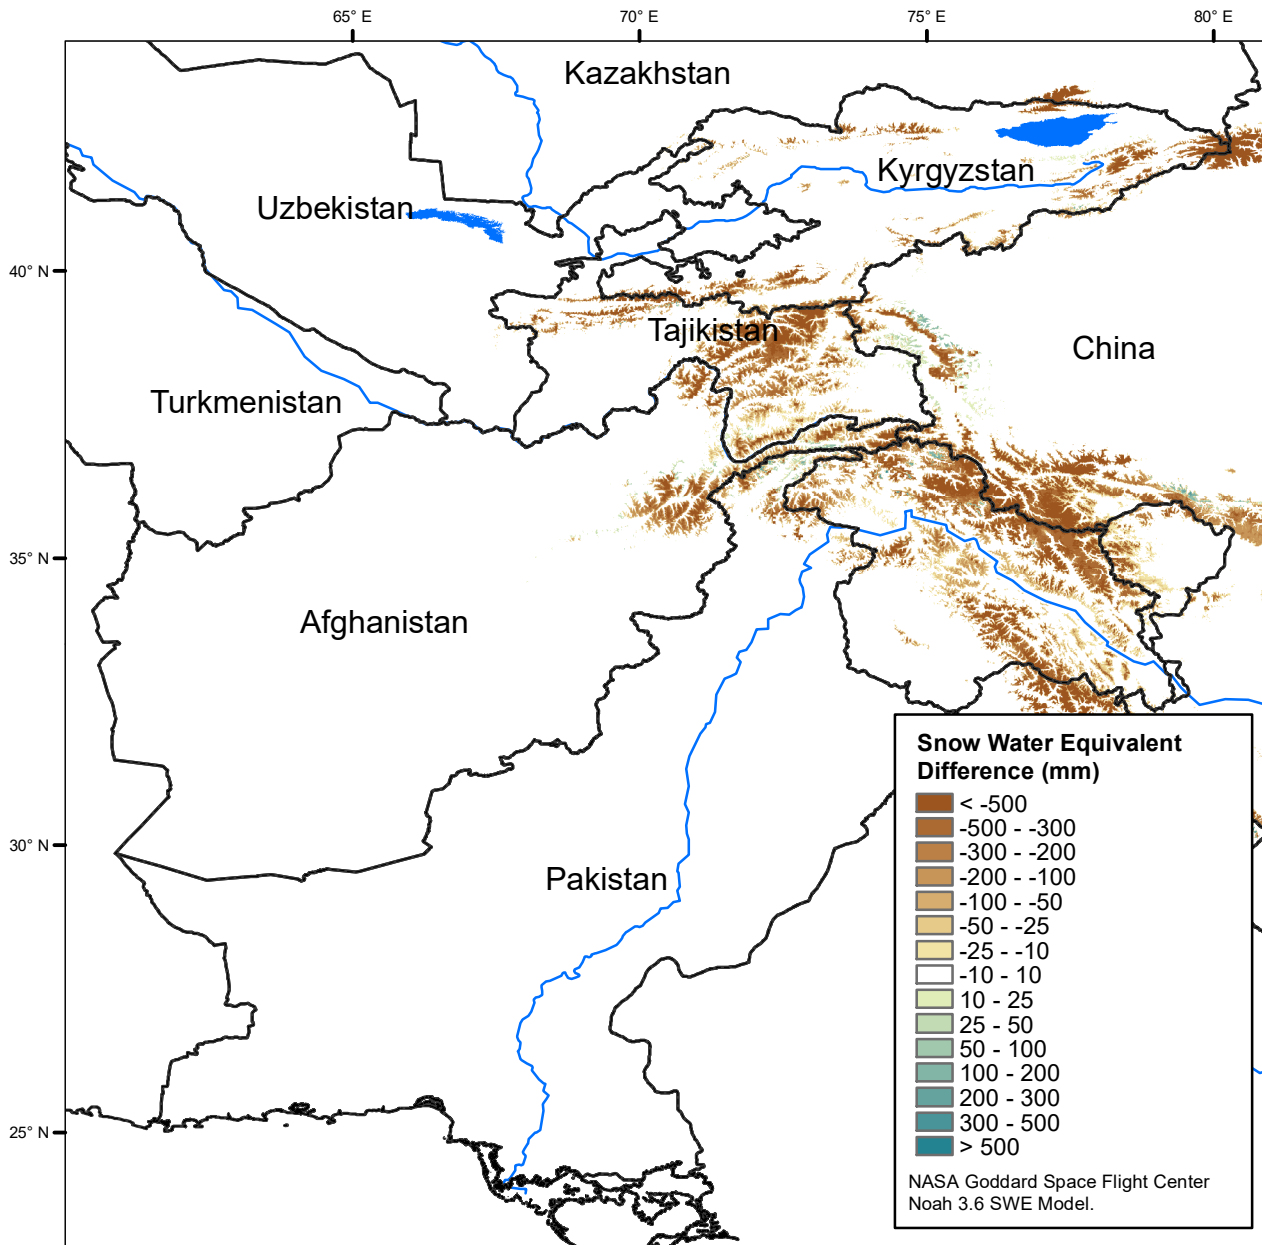 65° E
70° E
75° E
80° E
Kazakhstan
Kyrgyzstan
Uzbekistan
40° N
Tajikistan
China
Turkmenistan
35° N
Afghanistan
Snow Water Equivalent
Difference (mm)
< -500
-500 - -300
-300 - -200
-200 - -100
-100 - -50
-50 - -25
-25 - -10
-10 - 10
10 - 25
25 - 50
50 - 100
100 - 200
200 - 300
300 - 500
> 500
NASA Goddard Space Flight Center
Noah 3.6 SWE Model.
30° N
Pakistan
25° N